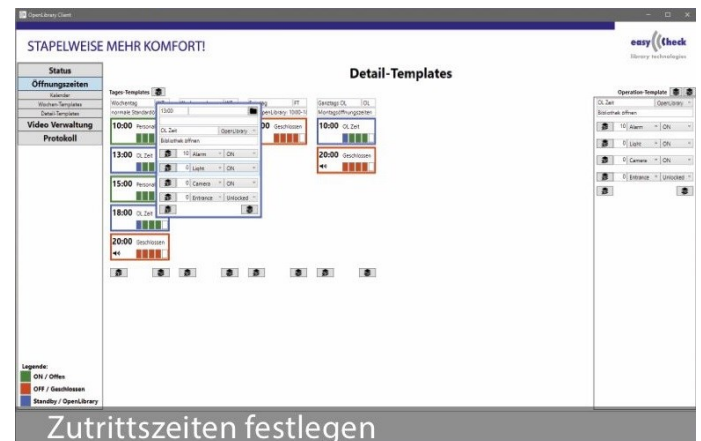 OpenLibrary Client
STAPELWEISE MEHR KOMFORT!
easy((Check
library technologies
Status
Öffnungszeiten
Kalender
Wochen-Templates
Detail-Templates
Video Verwaltung
Protokoll
Detail-Templates
Tages-Templates
Wochentag
FT
Ganztags OL OL
normale Standardö
OpenLibrary: 10:00-1
Montagsöffnungszeiten
10:00 Personal
13:00 OL Zeit
15:00 Personal
18:00 OL Zeit
20:00 Geschlossen
13:00
OL Zeit OpenLibrary
Bibliothek öffnen
10 Alarm ON
0 Light ON
0 Camera ON
0 Entrance Unlocked
00 Geschlossen
10:00 OL Zeit
20:00 Geschlossen
Operation-Template
OL Zeit OpenLibrary
Bibliothek öffnen
10 Alarm ON
0 Light ON
0 Camera ON
0 Entrance Unlocked
Legende:
ON / Offen
OFF / Geschlossen
Standby / OpenLibrary
Zutrittszeiten festlegen